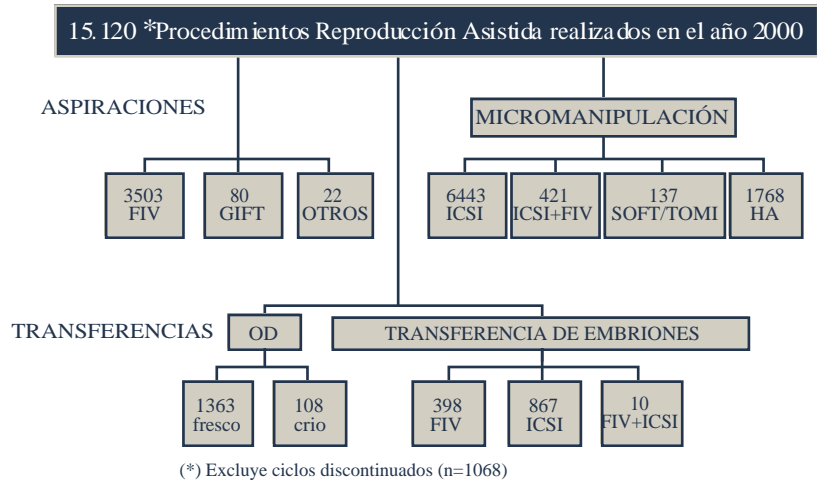 15.120 *Procedimientos Reproducción Asistida realizados en el año 2000
ASPIRACIONES
MICROMANIPULACIÓN
3503
FIV
80
GIFT
22
OTROS
6443
ICSI
421
ICSI+FIV
137
SOFT/TOMI
1768
HA
TRANSFERENCIAS
OD
TRANSFERENCIA DE EMBRIONES
1363
fresco
108
crio
398
FIV
867
ICSI
10
FIV+ICSI
(*) Excluye ciclos discontinuados (n=1068)